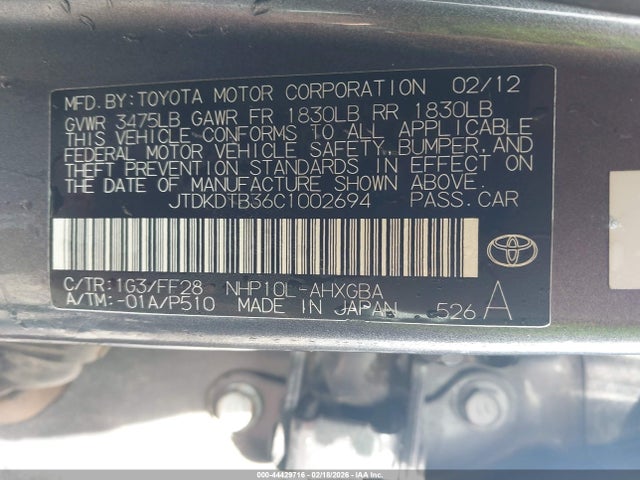 MFD.BY:TOYOTA MOTOR CORPORATION 02/12
GVWR 3475LB GAWR FR 1830LB RR 1830LB
THIS VEHICLE CONFORMS TO ALL APPLICABLE
FEDERAL MOTOR VEHICLE SAFETY, BUMPER, AND
THEFT PREVENTION STANDARDS IN EFFECT ON
THE DATE OF MANUFACTURE SHOWN ABOVE.
JTDKDTB36C1002694 PASS.CAR
C/TR:1G3/FF28 NHP10L-AHXGBA
A/TM:-01A/P510 MADE IN JAPAN 526 A
000-44429716 - 02/18/2026 - IAAI PUBLIC